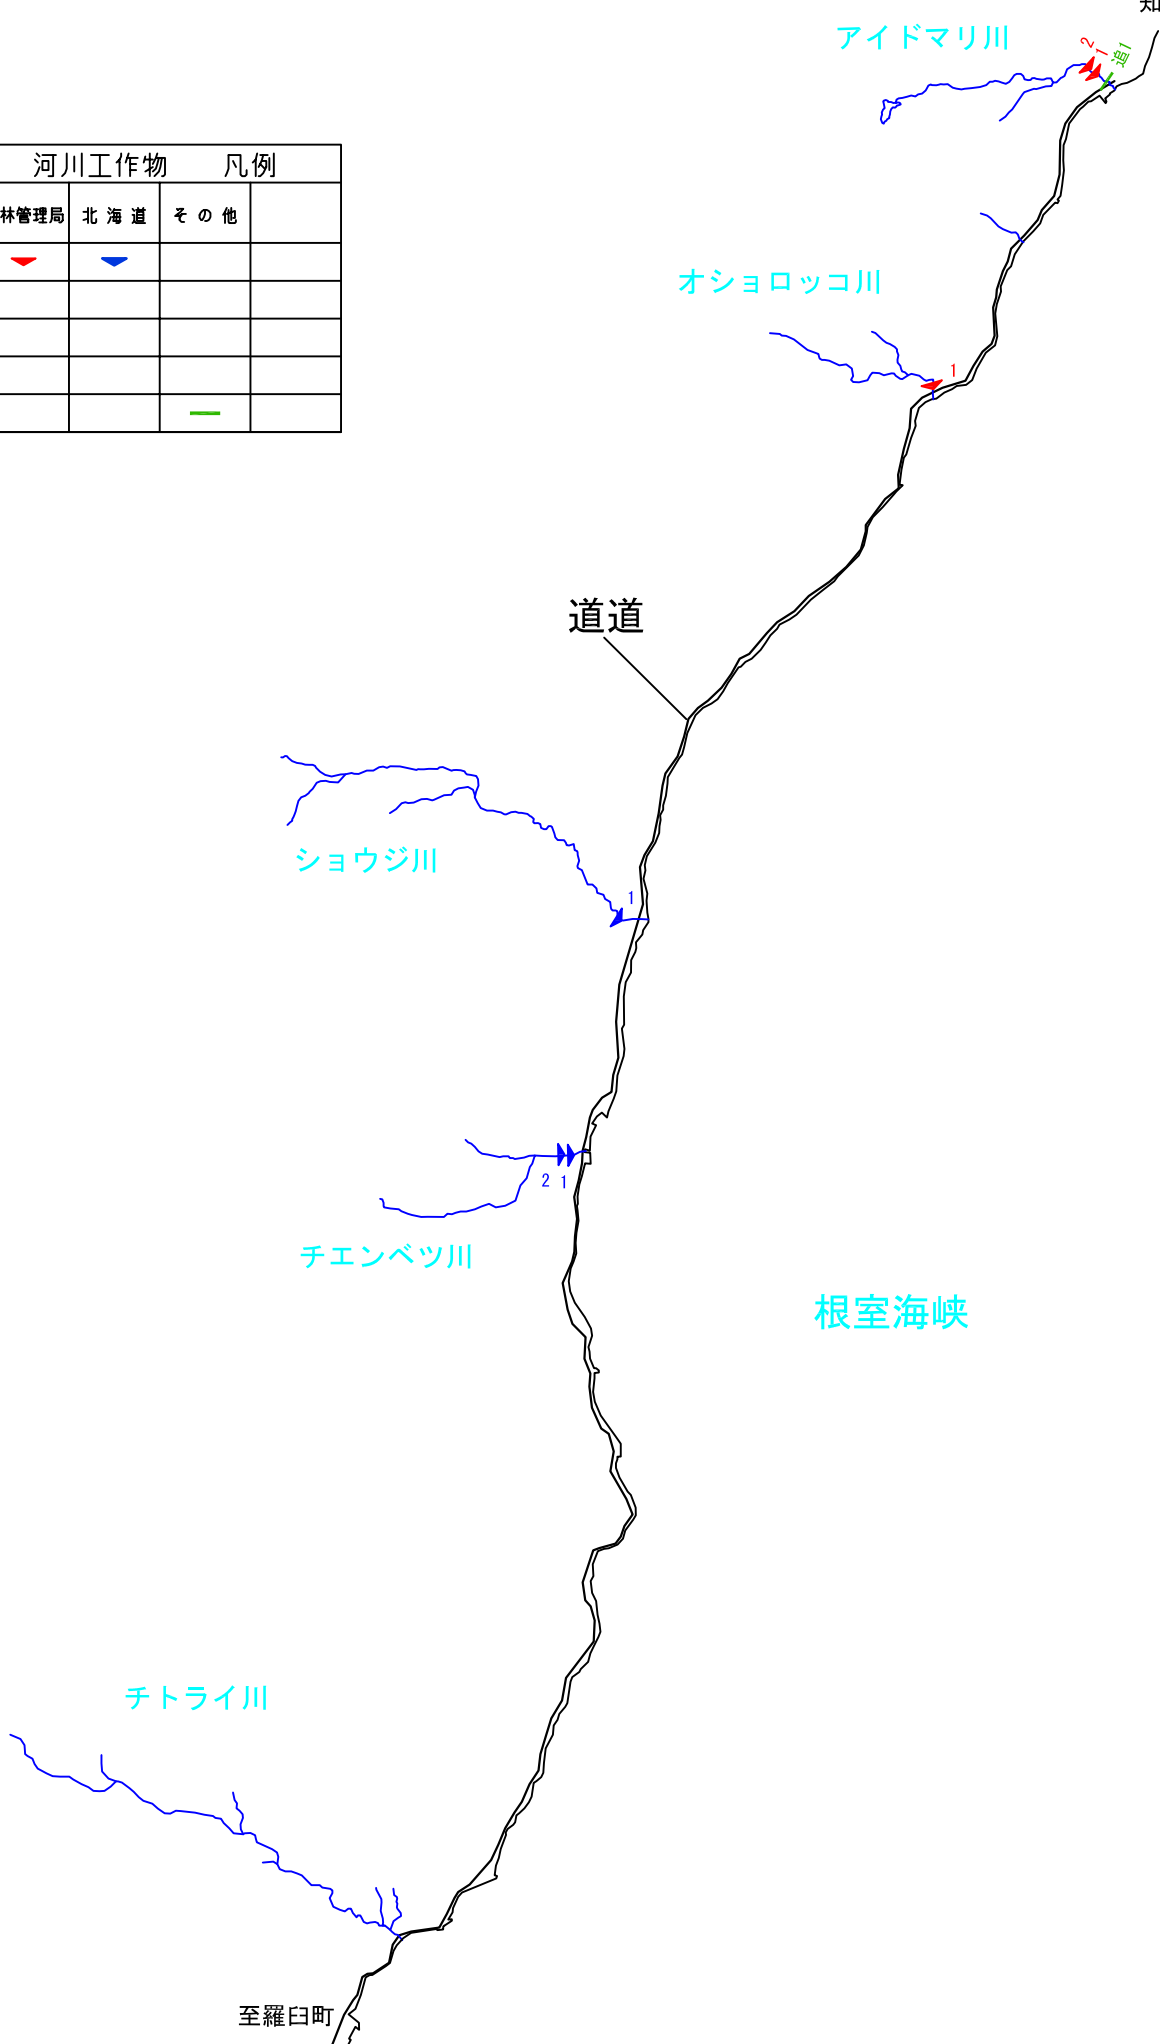 知
アイドマリ川
2
1
道1
河川工作物 凡例
林管理局 北海道 その他
オショロッコ川
1
道道
ショウジ川
1
2 1
チエンベツ川
根室海峡
チトライ川
至羅臼町